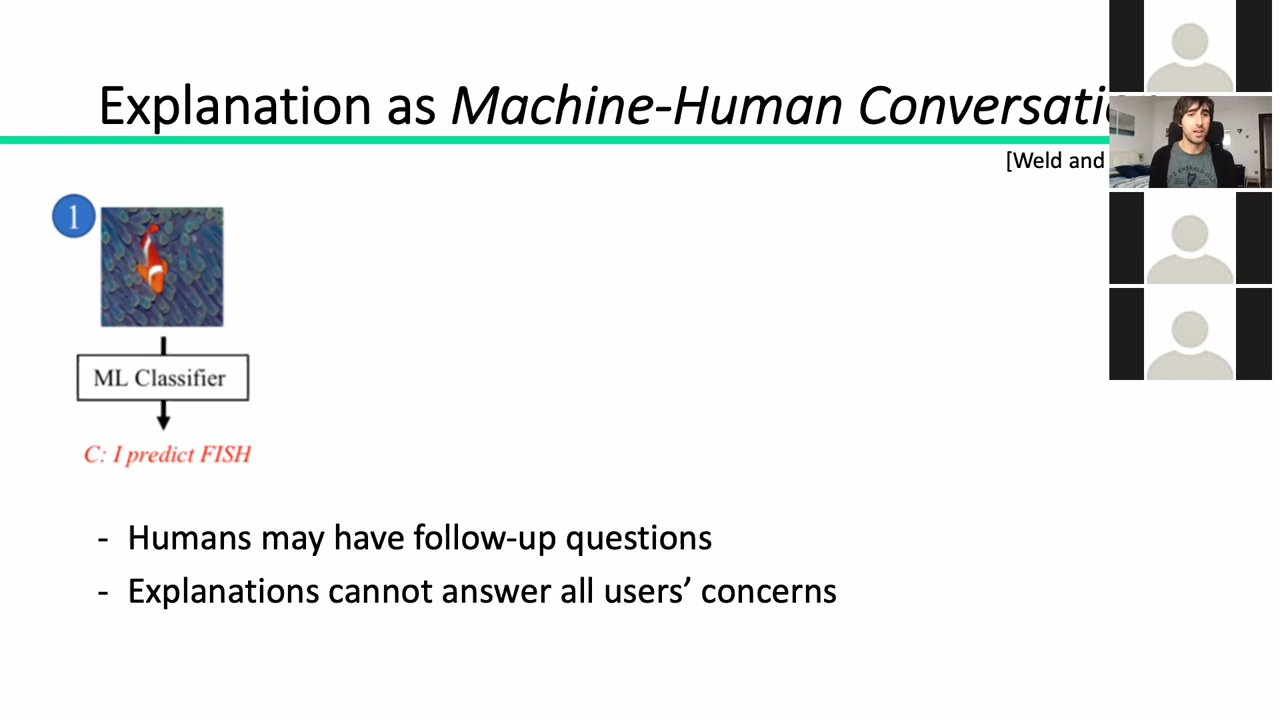 Explanation as Machine-Human
[Weld and
1
ML Classifier
C: I predict FISH
- Humans may have follow-up questions
- Explanations cannot answer all users’ concerns